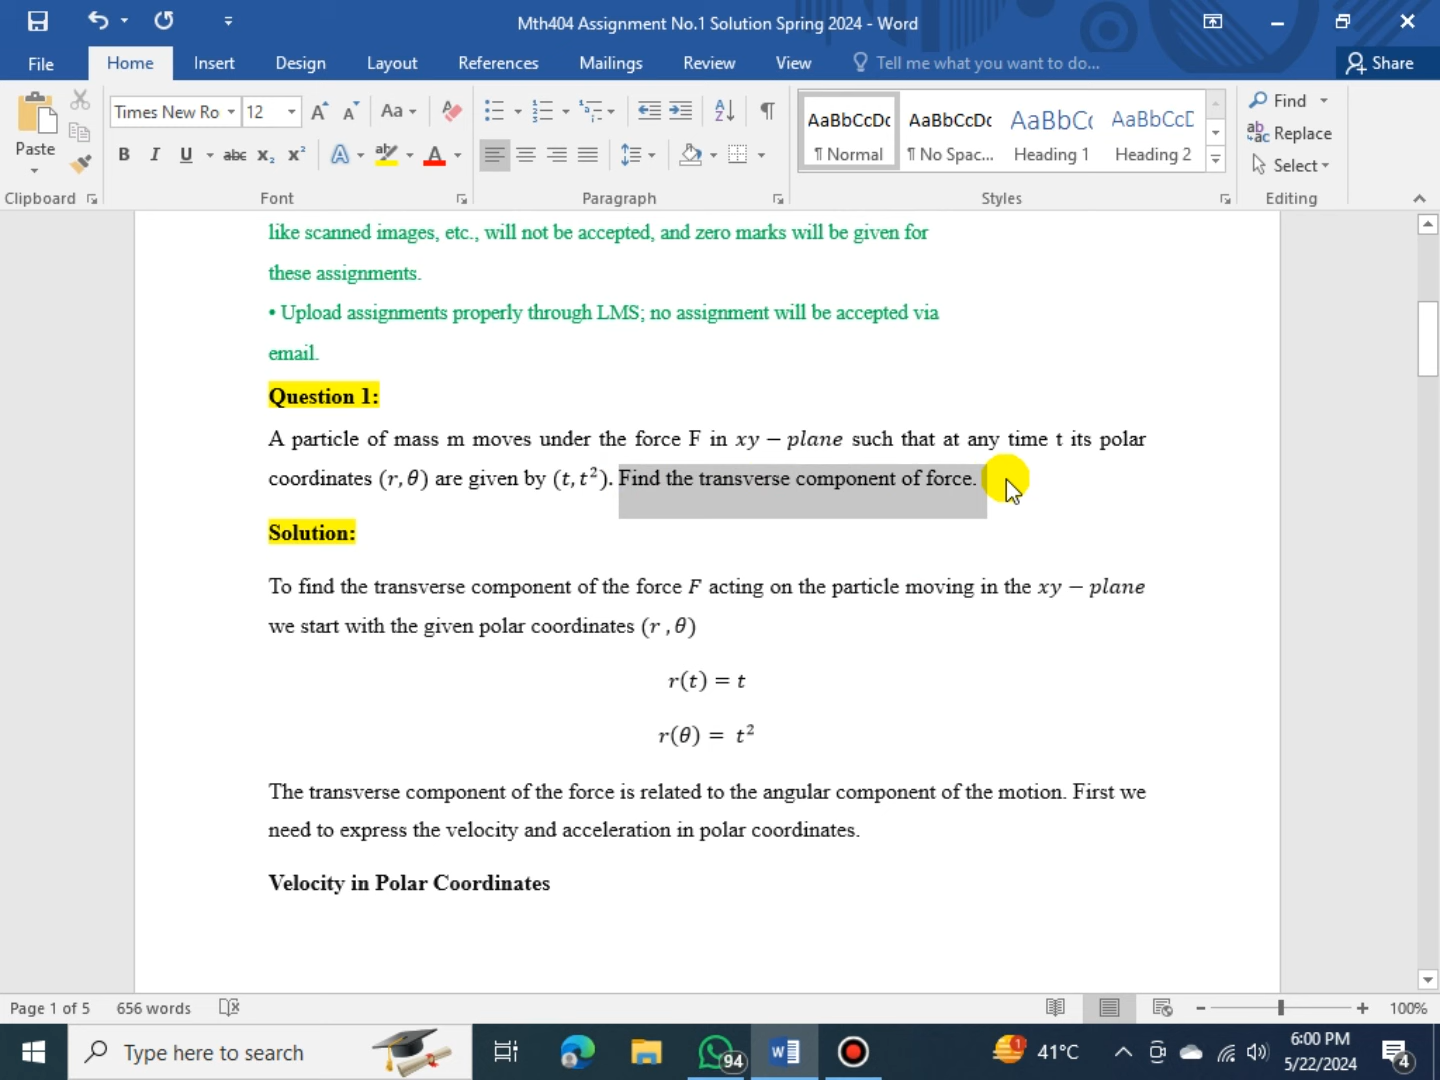 Mth404 Assignment No.1 Solution Spring 2024 - Word
File Home Insert Design Layout References Mailings Review View Tell me what you want to do... Share
Paste
Clipboard
Times New Ro 12
Aa
B I U abc x₂ x² A ab A
Font
Paragraph
AaBbCcDc AaBbCcDc AaBbCc AaBbCcD
¶ Normal ¶ No Spac... Heading 1 Heading 2
Styles
Find
Replace
Select
Editing
like scanned images, etc., will not be accepted, and zero marks will be given for
these assignments.
• Upload assignments properly through LMS; no assignment will be accepted via
email.
Question 1:
A particle of mass m moves under the force F in xy − plane such that at any time t its polar
coordinates (r, θ) are given by (t, t²). Find the transverse component of force.
Solution:
To find the transverse component of the force F acting on the particle moving in the xy − plane
we start with the given polar coordinates (r , θ)
r(t) = t
r(θ) = t²
The transverse component of the force is related to the angular component of the motion. First we
need to express the velocity and acceleration in polar coordinates.
Velocity in Polar Coordinates
Page 1 of 5 656 words 100%
Type here to search
94
41°C
6:00 PM
5/22/2024
4